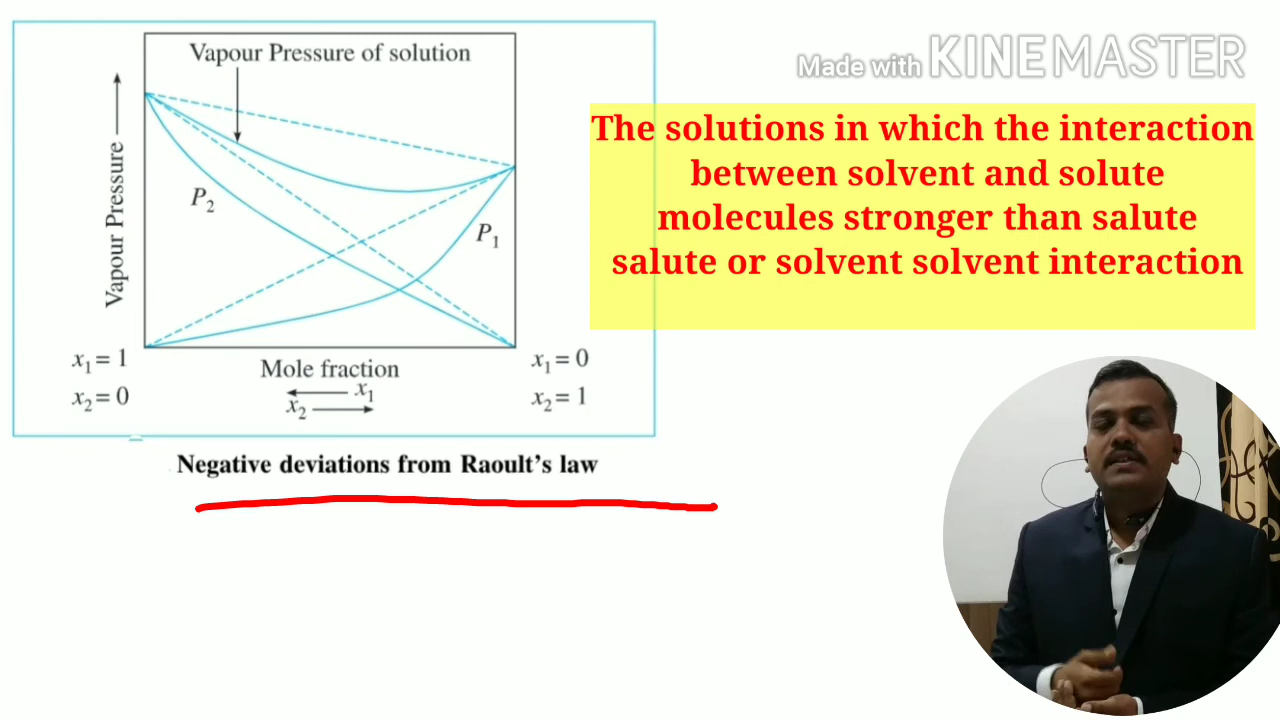 Made with KINEMASTER
Vapour Pressure of solution
Vapour Pressure
P2
P1
x1 = 1
x2 = 0
Mole fraction
x1
x2
x1 = 0
x2 = 1
Negative deviations from Raoult's law
The solutions in which the interaction
between solvent and solute
molecules stronger than salute
salute or solvent solvent interaction